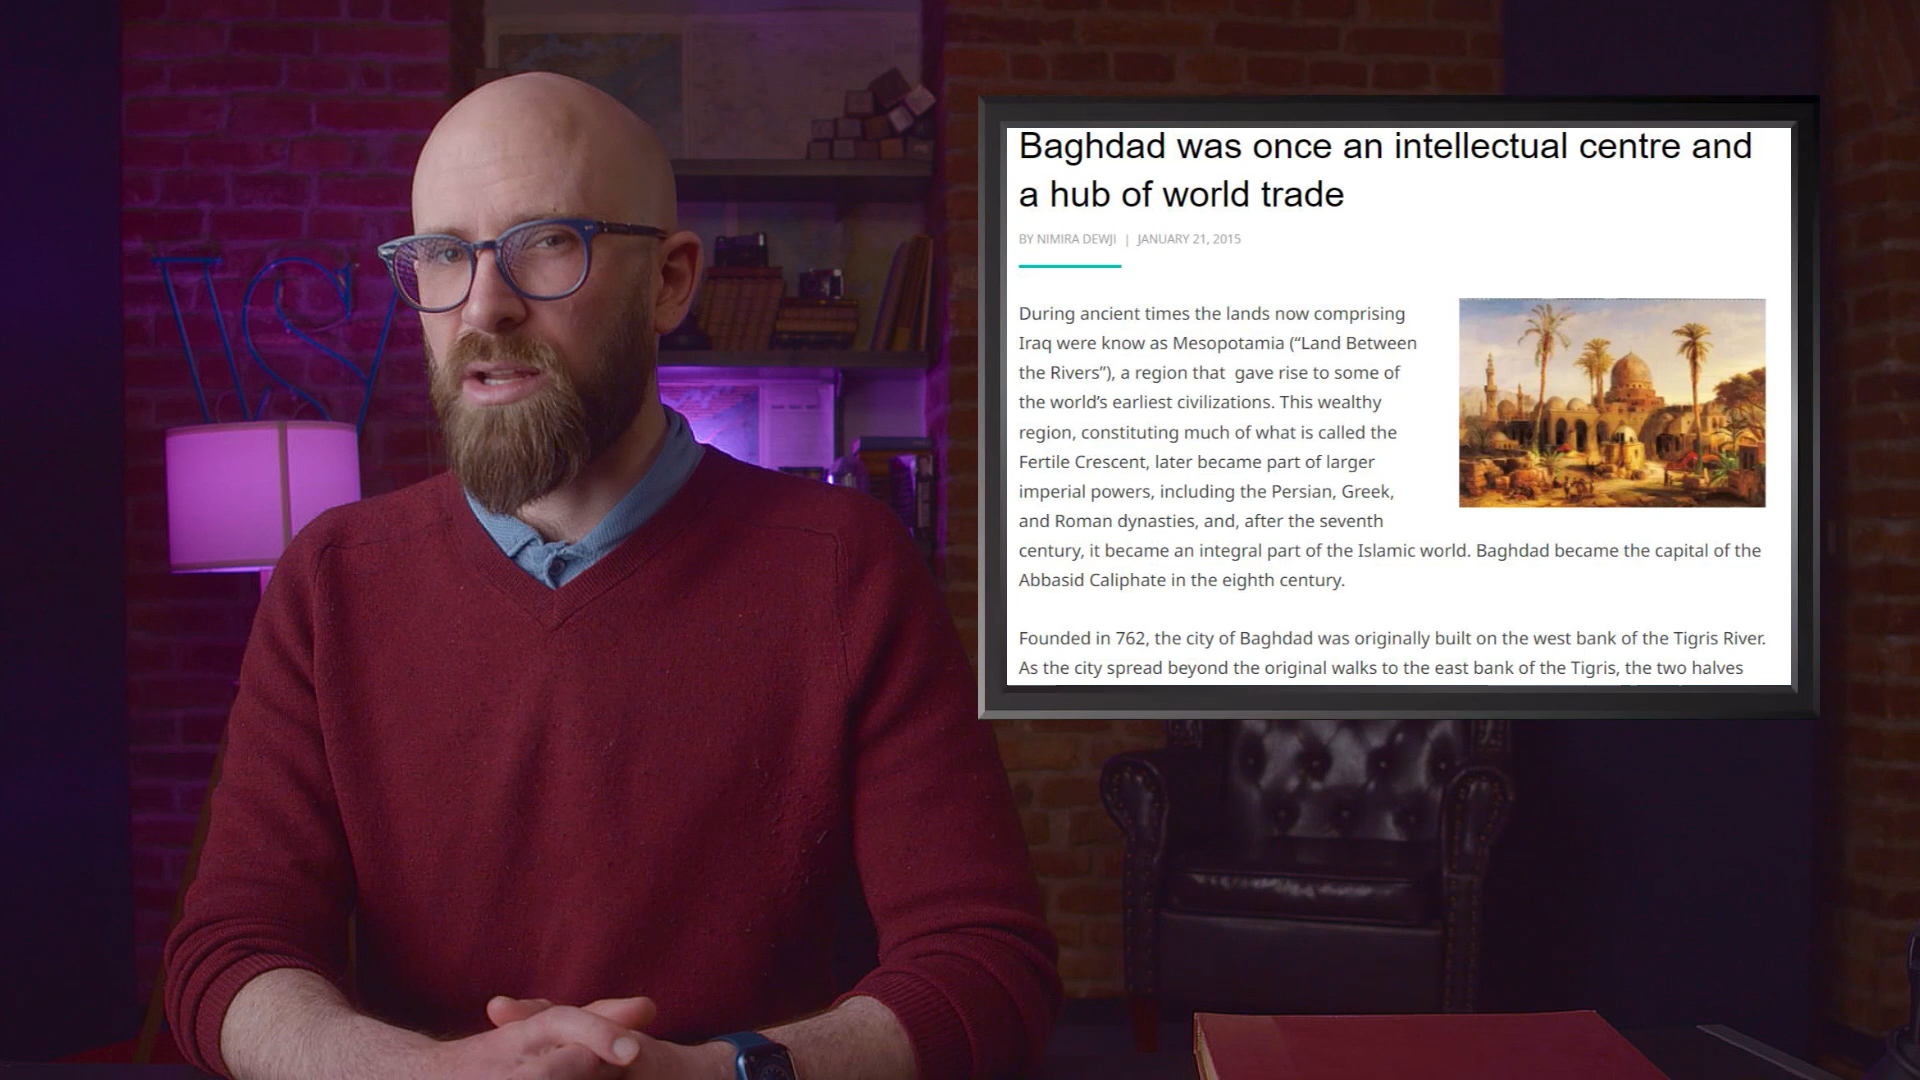 Baghdad was once an intellectual centre and
a hub of world trade
BY NIMIRA DEWJI | JANUARY 21, 2015
During ancient times the lands now comprising
Iraq were know as Mesopotamia (“Land Between
the Rivers”), a region that gave rise to some of
the world’s earliest civilizations. This wealthy
region, constituting much of what is called the
Fertile Crescent, later became part of larger
imperial powers, including the Persian, Greek,
and Roman dynasties, and, after the seventh
century, it became an integral part of the Islamic world. Baghdad became the capital of the
Abbasid Caliphate in the eighth century.
Founded in 762, the city of Baghdad was originally built on the west bank of the Tigris River.
As the city spread beyond the original walks to the east bank of the Tigris, the two halves